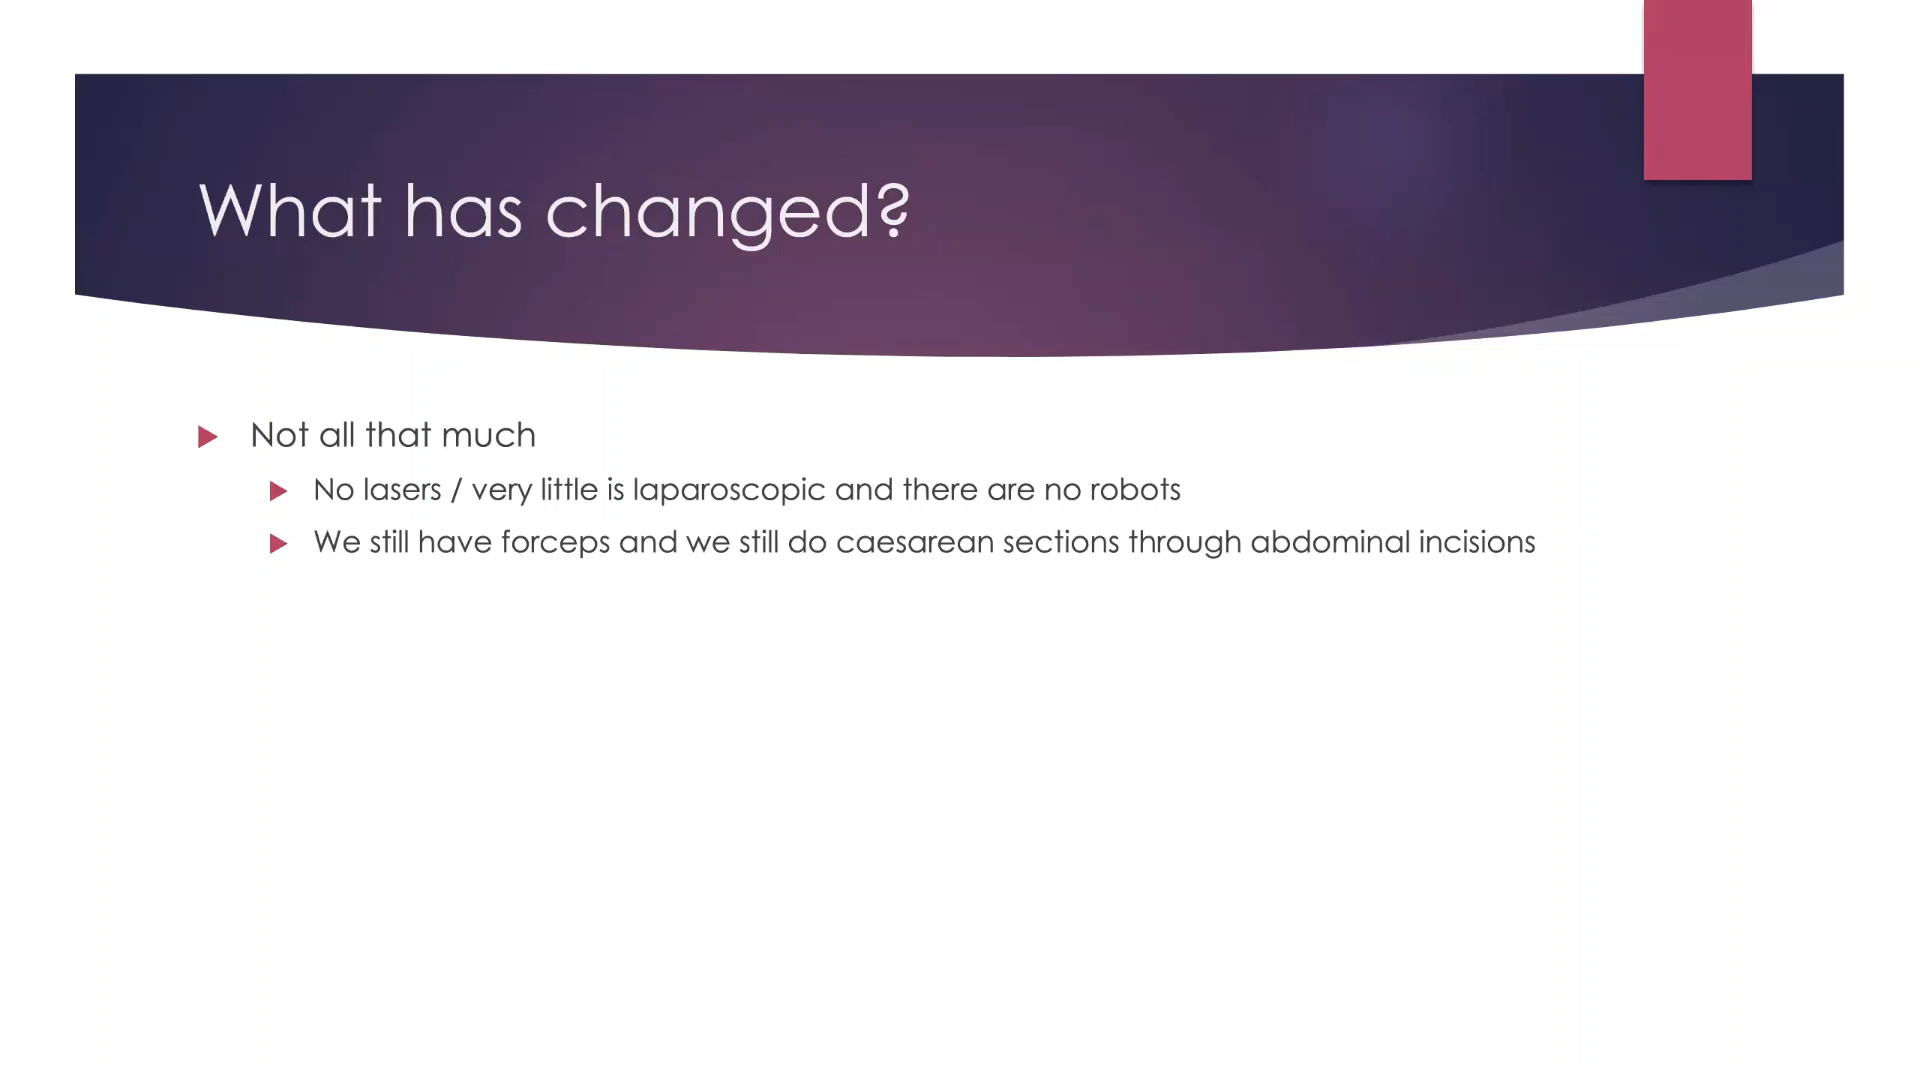 What has changed?
Not all that much
No lasers / very little is laparoscopic and there are no robots
We still have forceps and we still do caesarean sections through abdominal incisions